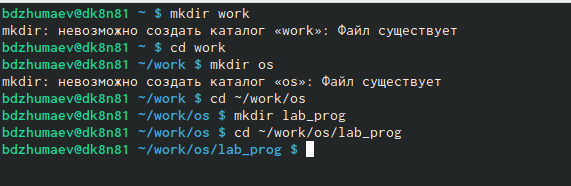 bdzhumaev@dk8n81 ~ $ mkdir work
mkdir: невозможно создать каталог «work»: Файл существует
bdzhumaev@dk8n81 ~ $ cd work
bdzhumaev@dk8n81 ~/work $ mkdir os
mkdir: невозможно создать каталог «os»: Файл существует
bdzhumaev@dk8n81 ~/work $ cd ~/work/os
bdzhumaev@dk8n81 ~/work/os $ mkdir lab_prog
bdzhumaev@dk8n81 ~/work/os $ cd ~/work/os/lab_prog
bdzhumaev@dk8n81 ~/work/os/lab_prog $